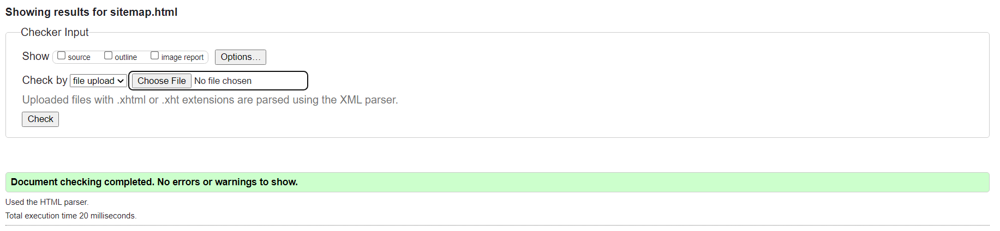 Showing results for sitemap.html
Checker Input
Show source outline image report Options...
Check by file upload Choose File No file chosen
Uploaded files with .xhtml or .xht extensions are parsed using the XML parser.
Check
Document checking completed. No errors or warnings to show.
Used the HTML parser.
Total execution time 20 milliseconds.